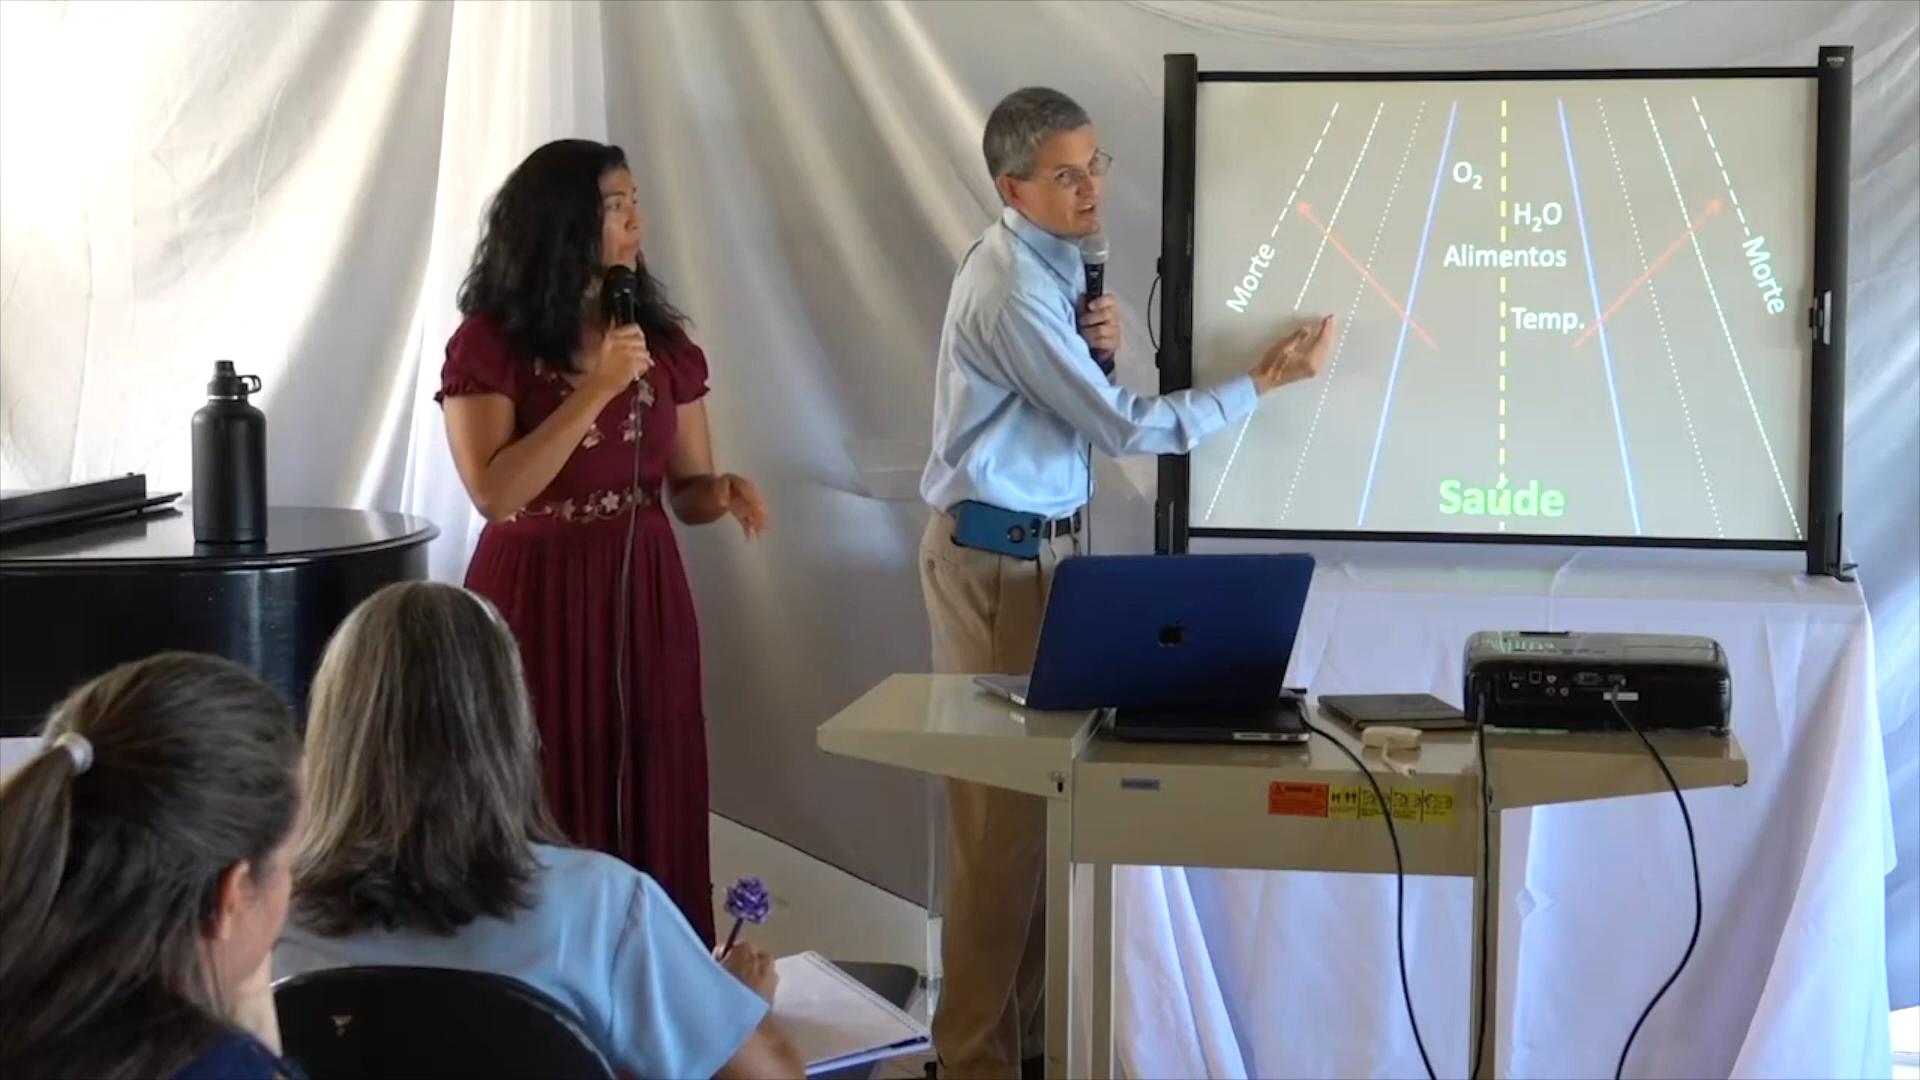 O₂
H₂O
Alimentos
Morte
Morte
Temp.
Saúde